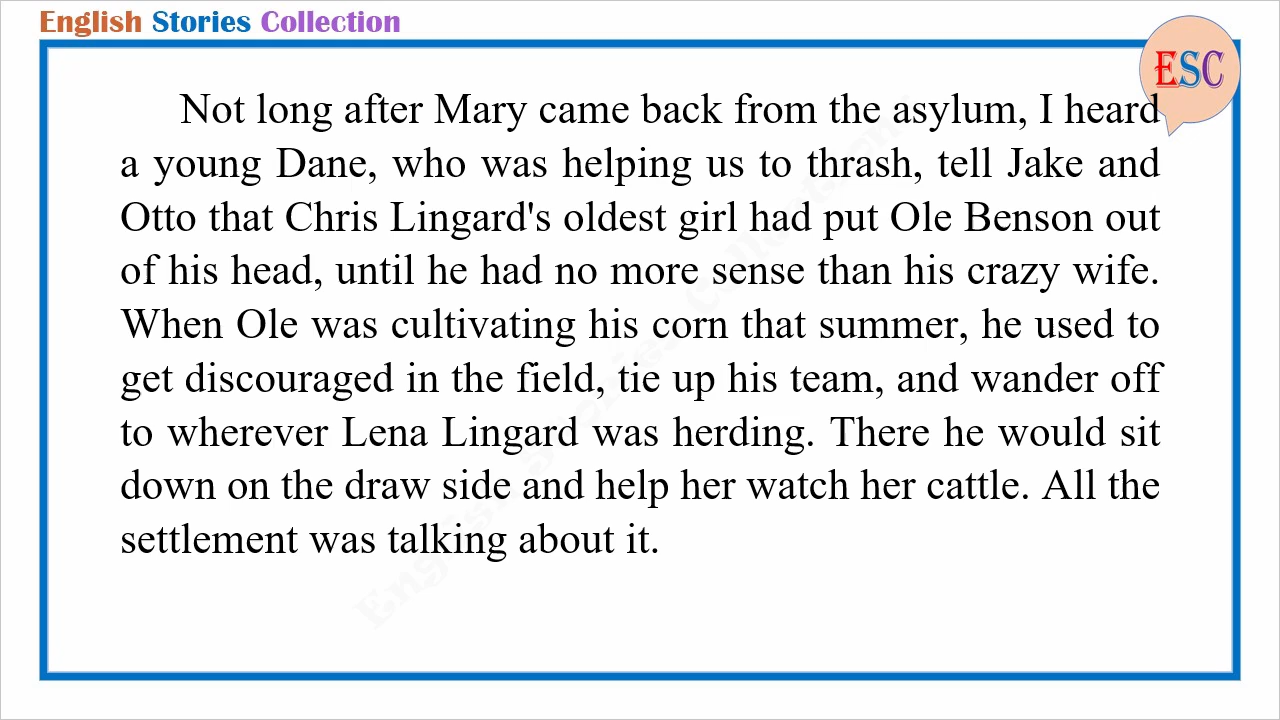 English Stories Collection
ESC
Not long after Mary came back from the asylum, I heard
a young Dane, who was helping us to thrash, tell Jake and
Otto that Chris Lingard's oldest girl had put Ole Benson out
of his head, until he had no more sense than his crazy wife.
When Ole was cultivating his corn that summer, he used to
get discouraged in the field, tie up his team, and wander off
to wherever Lena Lingard was herding. There he would sit
down on the draw side and help her watch her cattle. All the
settlement was talking about it.
English Stories Collection